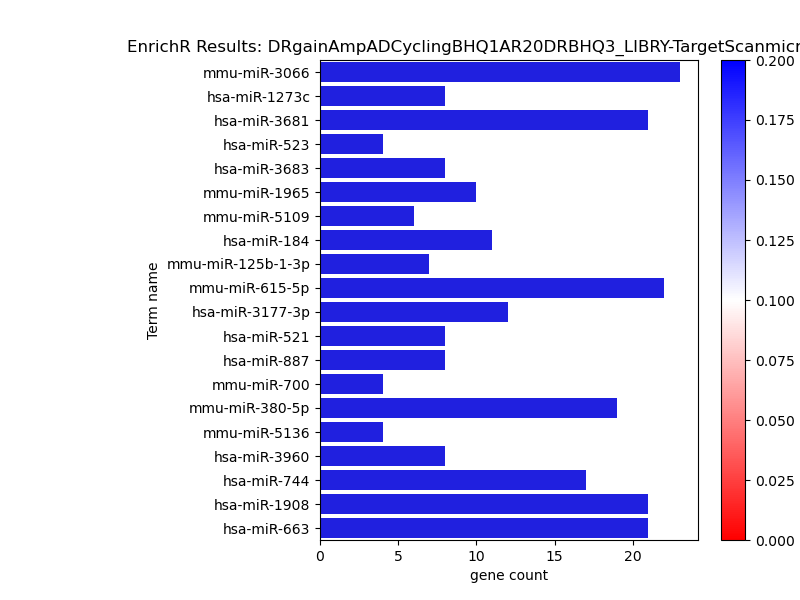 EnrichR Results: DRgainAmpADCyclingBHQ1AR20DRBHQ3_LIBRY-TargetScanmicr
mmu-miR-3066
hsa-miR-1273c
hsa-miR-3681
hsa-miR-523
hsa-miR-3683
mmu-miR-1965
mmu-miR-5109
hsa-miR-184
mmu-miR-125b-1-3p
mmu-miR-615-5p
hsa-miR-3177-3p
hsa-miR-521
hsa-miR-887
mmu-miR-700
mmu-miR-380-5p
mmu-miR-5136
hsa-miR-3960
hsa-miR-744
hsa-miR-1908
hsa-miR-663
Term name
0 5 10 15 20
gene count
0.200
0.175
0.150
0.125
0.100
0.075
0.050
0.025
0.000